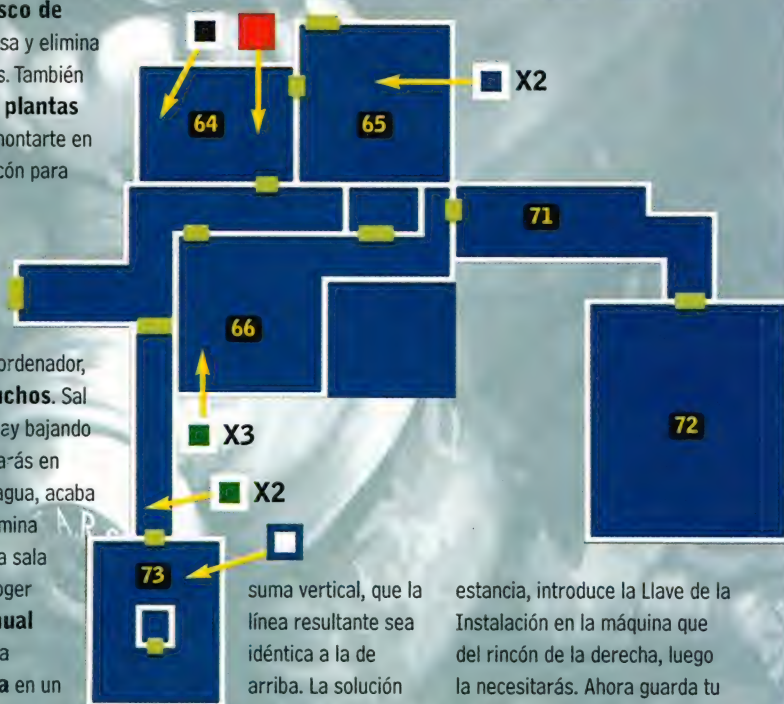 sco de
sa y elimina
s. También
plantas
montarte en
cón para
64
65
X2
71
66
72
X3
X2
73
ordenador,
uchos. Sal
ay bajando
arás en
agua, acaba
mina
a sala
oger
ual
a
a en un
suma vertical, que la
línea resultante sea
idéntica a la de
arriba. La solución
estancia, introduce la Llave de la
Instalación en la máquina que
del rincón de la derecha, luego
la necesitarás. Ahora guarda tu